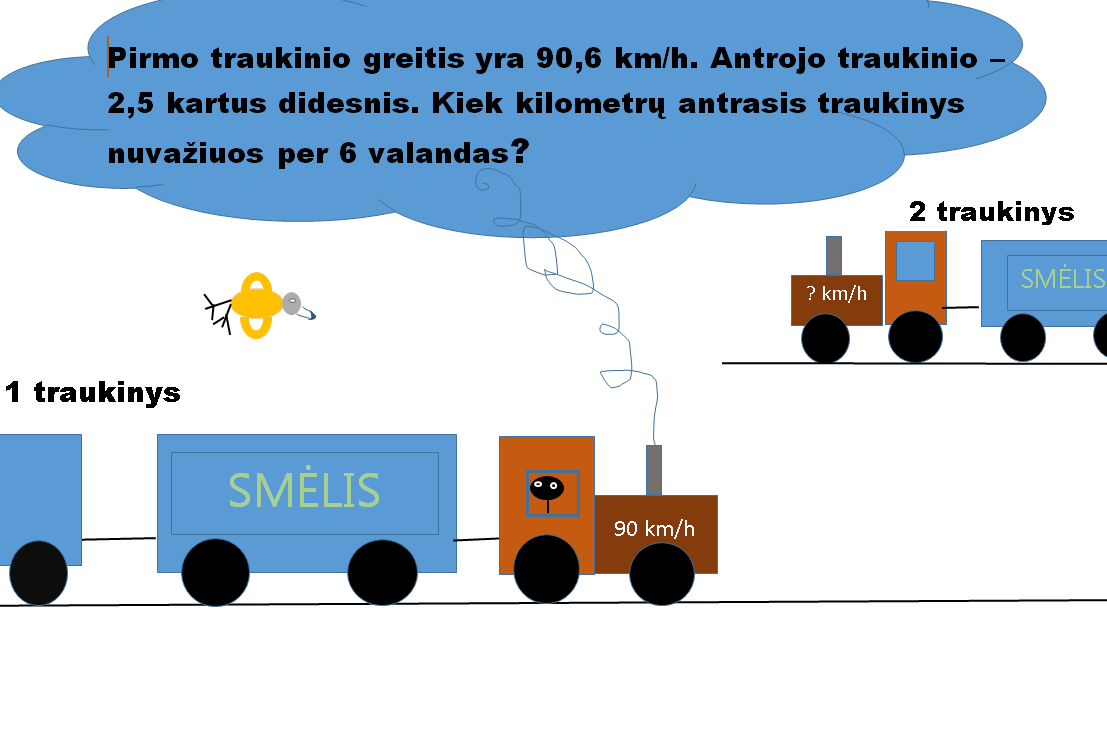 Pirmo traukinio greitis yra 90,6 km/h. Antrojo traukinio –
2,5 kartus didesnis. Kiek kilometrų antrasis traukinys
nuvažiuos per 6 valandas?
2 traukinys
? km/h
SMĖLIS
1 traukinys
SMĖLIS
90 km/h